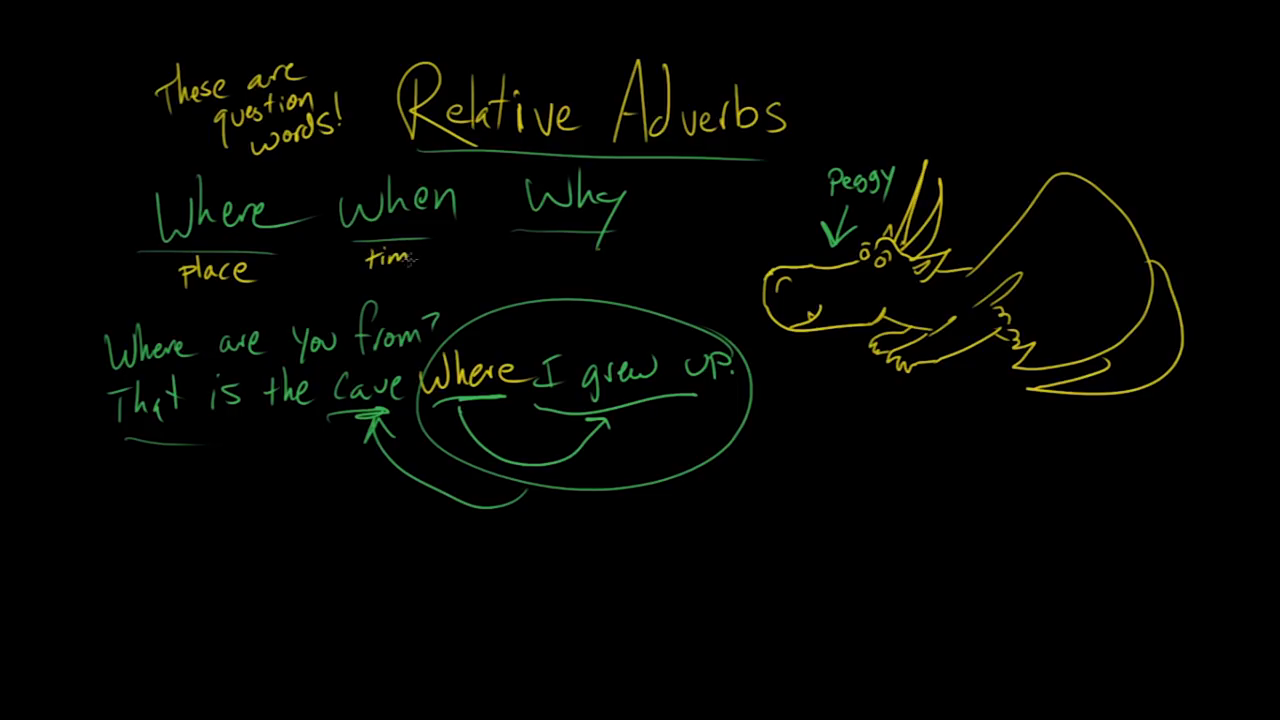 These are
question
words!
Relative Adverbs
Where when Why
place tim
Peggy
Where are you from?
That is the cave where I grew up.